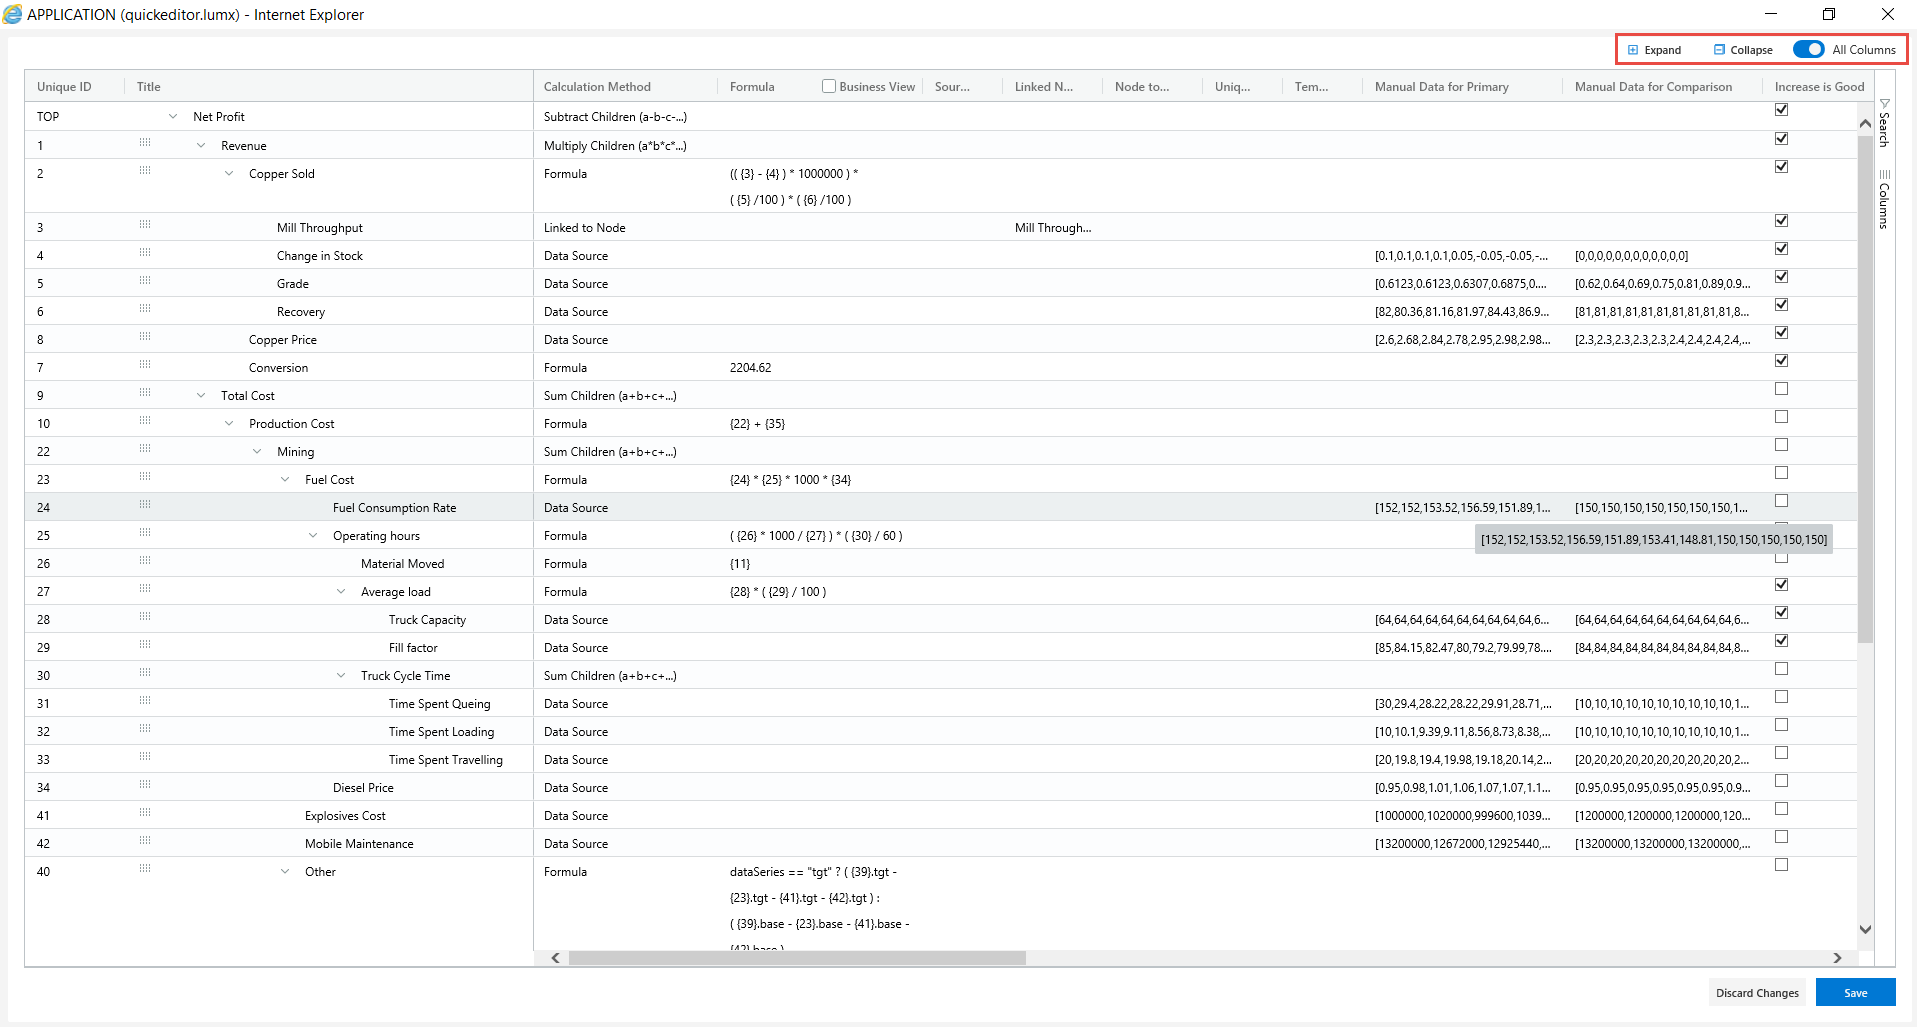 APPLICATION (quickeditor.lumx) - Internet Explorer
Expand Collapse All Columns
Unique ID Title Calculation Method Formula Business View Sour... Linked N... Node to... Uniq... Tem... Manual Data for Primary Manual Data for Comparison Increase is Good
TOP Net Profit Subtract Children (a-b-c-...)
1 Revenue Multiply Children (a*b*c*...)
2 Copper Sold Formula (( {3} - {4} ) * 1000000 ) *
( {5} /100 ) * ( {6} /100 )
3 Mill Throughput Linked to Node Mill Through...
4 Change in Stock Data Source [0.1,0.1,0.1,0.1,0.05,-0.05,-0.05,-... [0,0,0,0,0,0,0,0,0,0,0,0]
5 Grade Data Source [0.6123,0.6123,0.6307,0.6875,0.... [0.62,0.64,0.69,0.75,0.81,0.89,0.9...
6 Recovery Data Source [82,80.36,81.16,81.97,84.43,86.9... [81,81,81,81,81,81,81,81,81,81,8...
8 Copper Price Data Source [2.6,2.68,2.84,2.78,2.95,2.98,2.98... [2.3,2.3,2.3,2.3,2.3,2.4,2.4,2.4,2.4,...
7 Conversion Formula 2204.62
9 Total Cost Sum Children (a+b+c+...)
10 Production Cost Formula {22} + {35}
22 Mining Sum Children (a+b+c+...)
23 Fuel Cost Formula {24} * {25} * 1000 * {34}
24 Fuel Consumption Rate Data Source [152,152,153.52,156.59,151.89,1... [150,150,150,150,150,150,150,1...
25 Operating hours Formula ( {26} * 1000 / {27} ) * ( {30} / 60 )
[152,152,153.52,156.59,151.89,153.41,148.81,150,150,150,150,150]
26 Material Moved Formula {11}
27 Average load Formula {28} * ( {29} / 100 )
28 Truck Capacity Data Source [64,64,64,64,64,64,64,64,64,64,6... [64,64,64,64,64,64,64,64,64,64,6...
29 Fill factor Data Source [85,84.15,82.47,80,79.2,79.99,78.... [84,84,84,84,84,84,84,84,84,84,8...
30 Truck Cycle Time Sum Children (a+b+c+...)
31 Time Spent Queing Data Source [30,29.4,28.22,28.22,29.91,28.71,... [10,10,10,10,10,10,10,10,10,10,1...
32 Time Spent Loading Data Source [10,10.1,9.39,9.11,8.56,8.73,8.38,... [10,10,10,10,10,10,10,10,10,10,1...
33 Time Spent Travelling Data Source [20,19.8,19.4,19.98,19.18,20.14,2... [20,20,20,20,20,20,20,20,20,20,2...
34 Diesel Price Data Source [0.95,0.98,1.01,1.06,1.07,1.07,1.1... [0.95,0.95,0.95,0.95,0.95,0.95,0.9...
41 Explosives Cost Data Source [1000000,1020000,999600,1039... [1200000,1200000,1200000,120...
42 Mobile Maintenance Data Source [13200000,12672000,12925440,... [13200000,13200000,13200000,...
40 Other Formula dataSeries == "tgt" ? ( {39}.tgt -
{23}.tgt - {41}.tgt - {42}.tgt ) :
( {39}.base - {23}.base - {41}.base -
{42}.base )
Search
Columns
Discard Changes Save